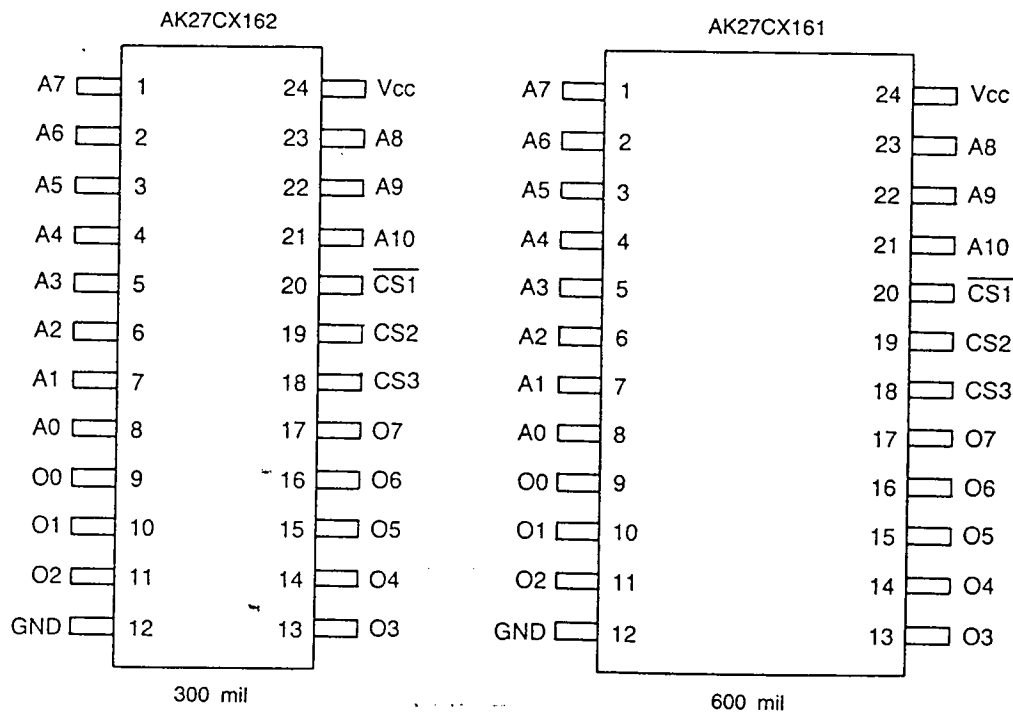 AK27CX162
A7 1 24 Vcc
A6 2 23 A8
A5 3 22 A9
A4 4 21 A10
A3 5 20 CS1
A2 6 19 CS2
A1 7 18 CS3
A0 8 17 O7
O0 9 16 O6
O1 10 15 O5
O2 11 14 O4
GND 12 13 O3
300 mil
AK27CX161
A7 1 24 Vcc
A6 2 23 A8
A5 3 22 A9
A4 4 21 A10
A3 5 20 CS1
A2 6 19 CS2
A1 7 18 CS3
A0 8 17 O7
O0 9 16 O6
O1 10 15 O5
O2 11 14 O4
GND 12 13 O3
600 mil